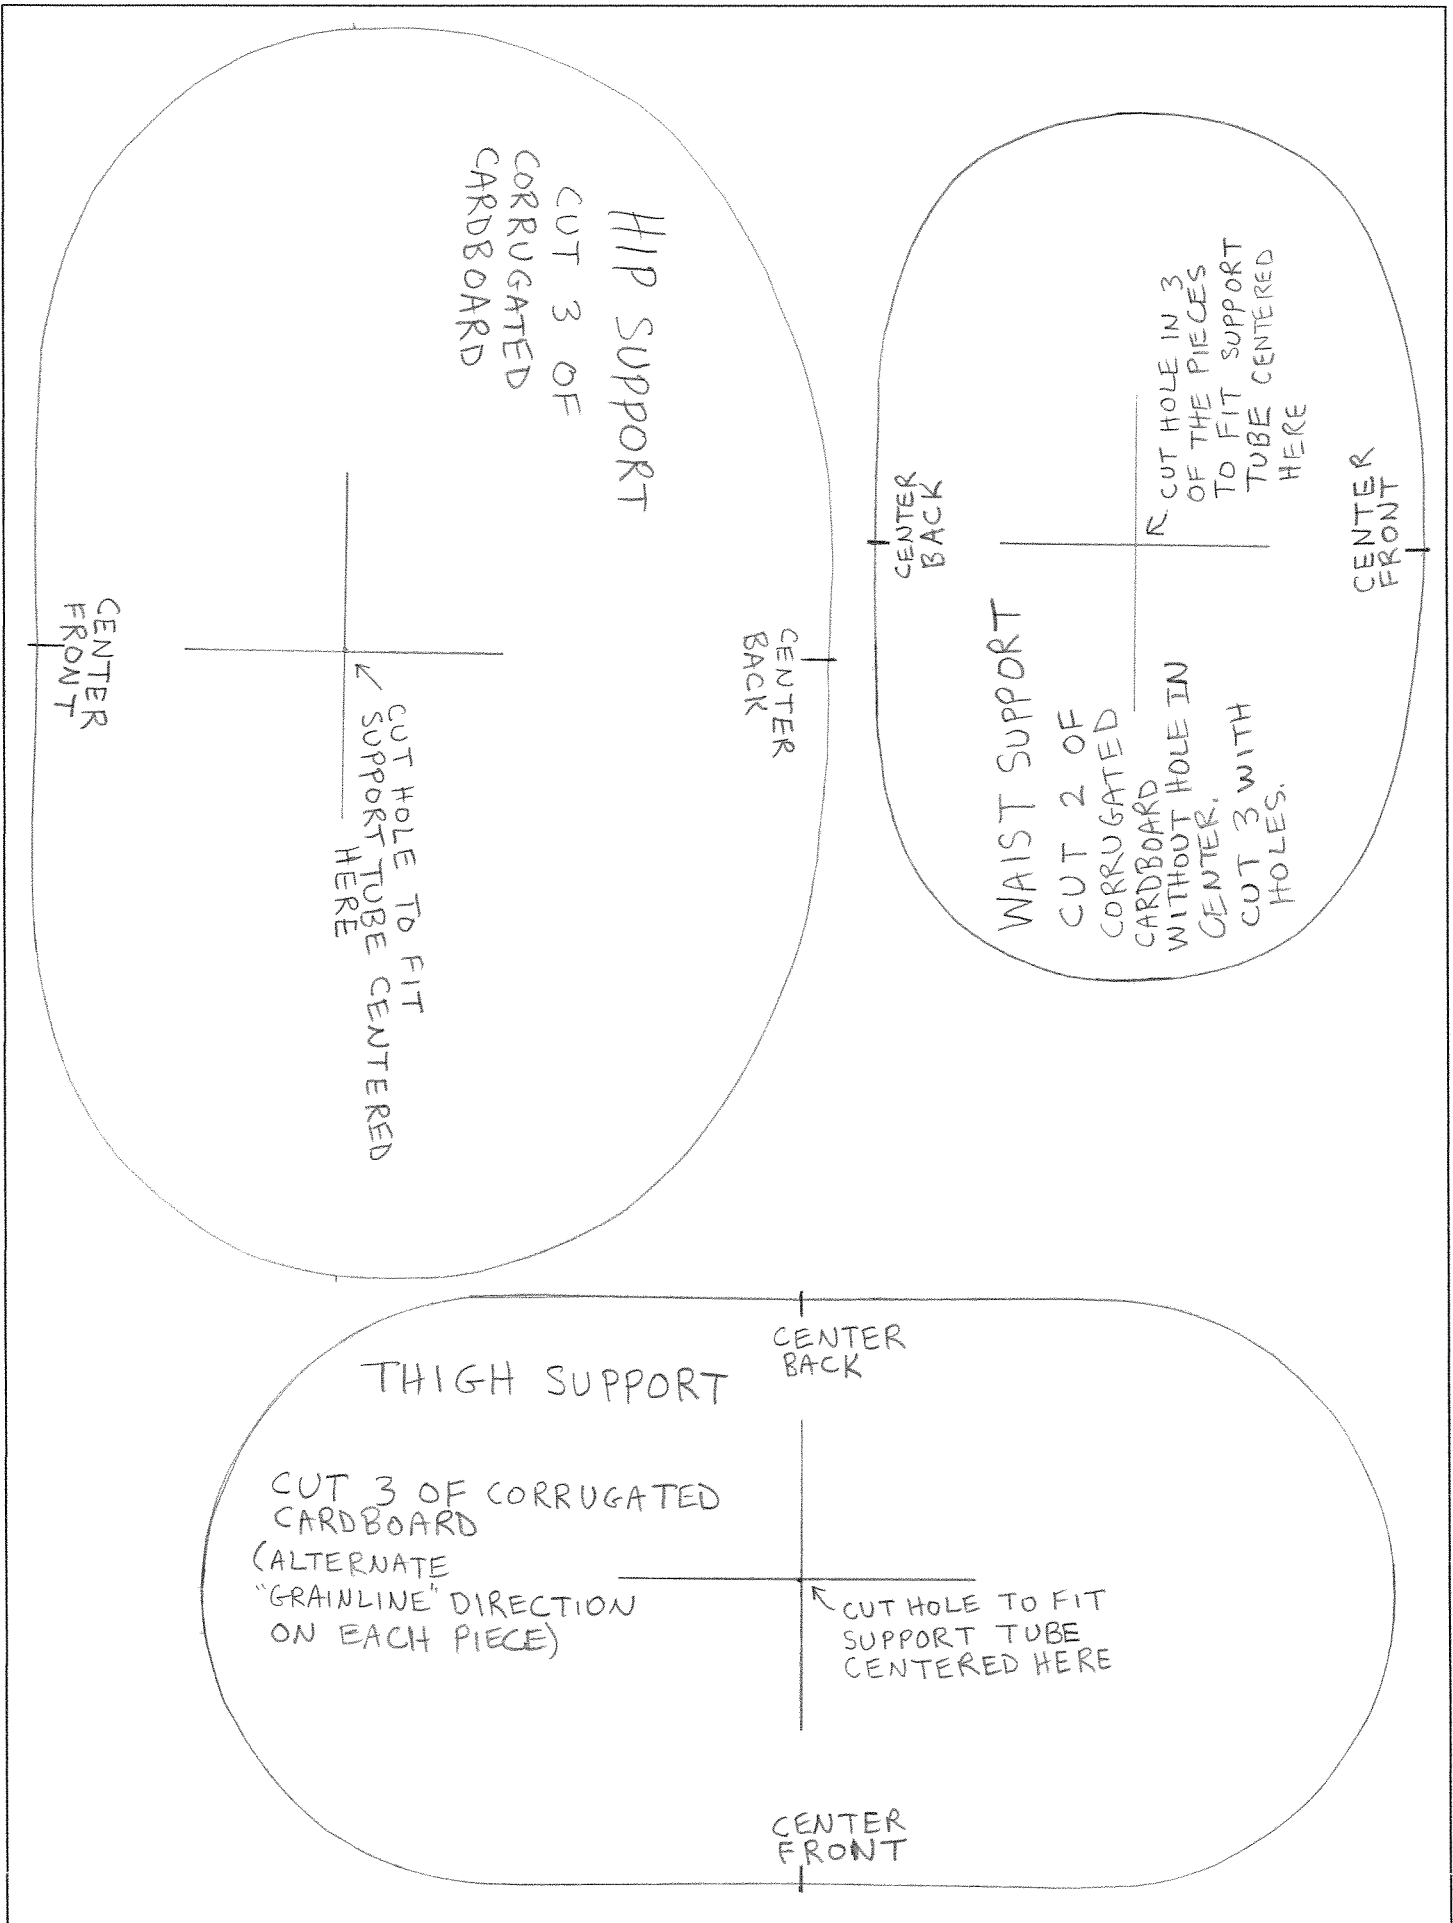 HIP SUPPORT
CUT 3 OF
CORRUGATED
CARDBOARD
CENTER
FRONT
CENTER
BACK
CUT HOLE TO FIT
SUPPORT TUBE CENTERED
HERE
CUT HOLE IN 3
OF THE PIECES
TO FIT SUPPORT
TUBE CENTERED
HERE
CENTER
BACK
CENTER
FRONT
WAIST SUPPORT
CUT 2 OF
CORRUGATED
CARDBOARD
WITHOUT HOLE IN
CENTER.
CUT 3 WITH
HOLES.
CENTER
BACK
THIGH SUPPORT
CUT 3 OF CORRUGATED
CARDBOARD
(ALTERNATE
"GRAINLINE" DIRECTION
ON EACH PIECE)
CUT HOLE TO FIT
SUPPORT TUBE
CENTERED HERE
CENTER
FRONT